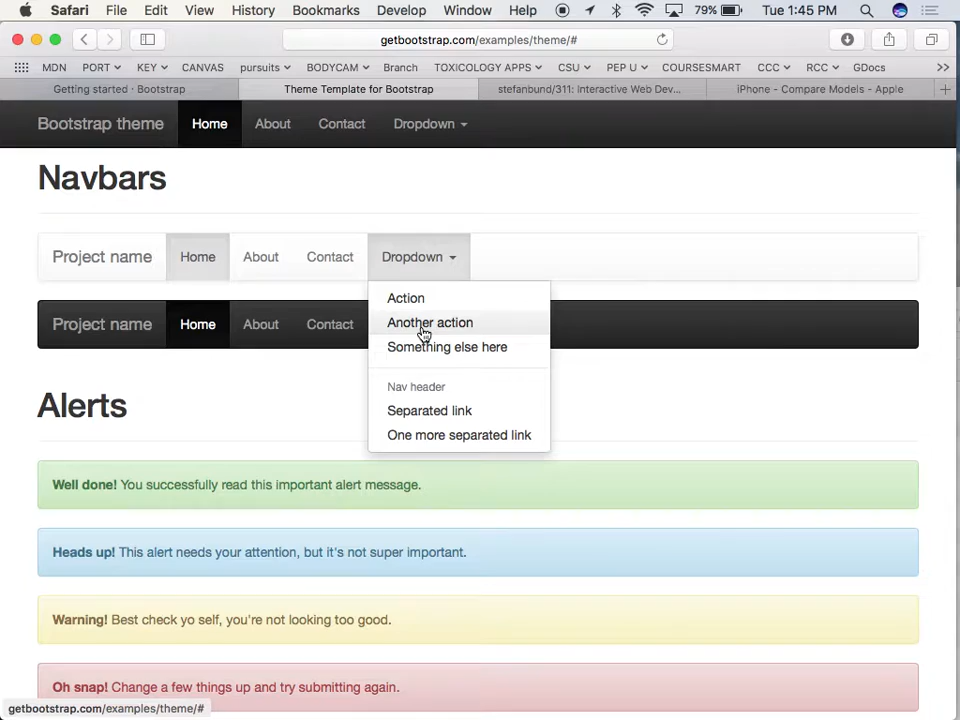 Safari File Edit View History Bookmarks Develop Window Help 79% Tue 1:45 PM
getbootstrap.com/examples/theme/#
MDN PORT KEY CANVAS pursuits BODYCAM Branch TOXICOLOGY APPS CSU PEP U COURSESMART CCC RCC GDocs >>
Getting started · Bootstrap Theme Template for Bootstrap stefanbund/311: Interactive Web Dev... iPhone - Compare Models - Apple +
Bootstrap theme Home About Contact Dropdown
Navbars
Project name Home About Contact Dropdown
Action
Another action
Something else here
Nav header
Separated link
One more separated link
Project name Home About Contact
Alerts
Well done! You successfully read this important alert message.
Heads up! This alert needs your attention, but it's not super important.
Warning! Best check yo self, you're not looking too good.
Oh snap! Change a few things up and try submitting again.
getbootstrap.com/examples/theme/#